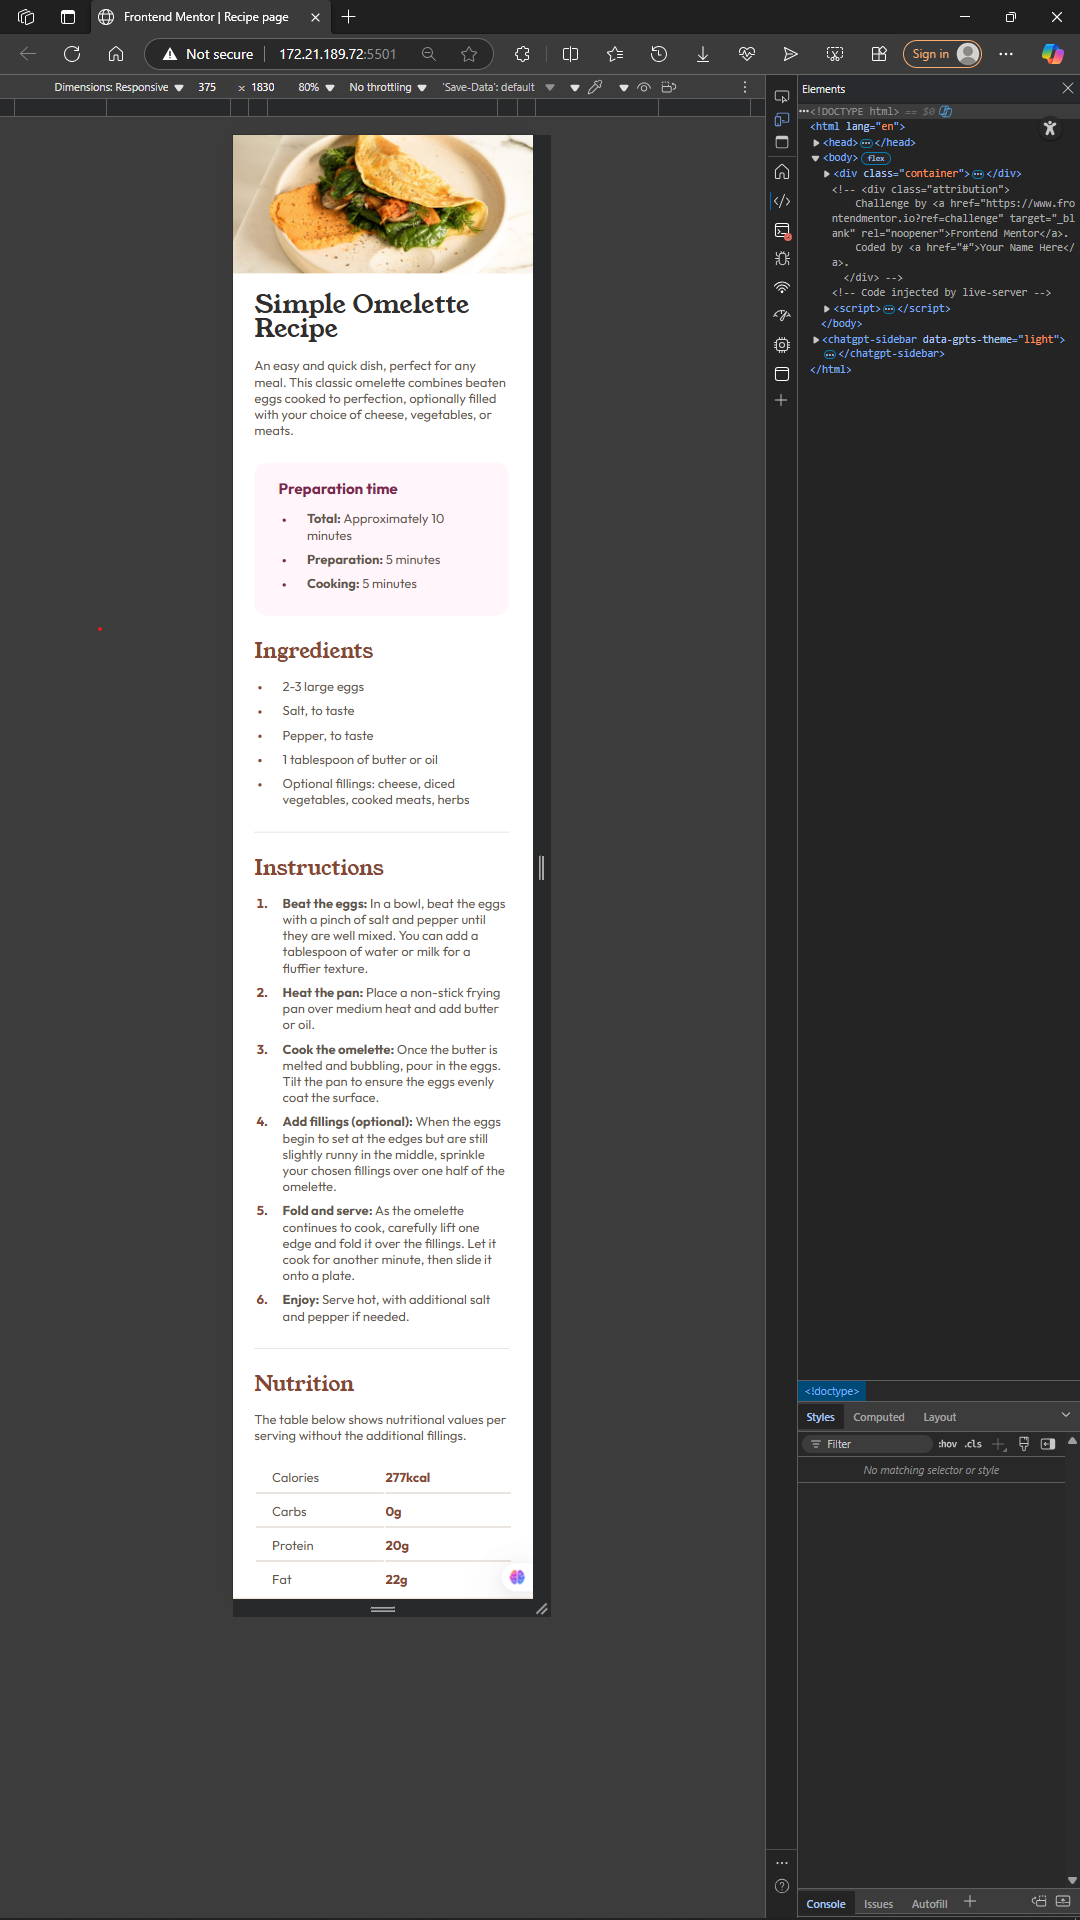 Frontend Mentor | Recipe page
Not secure
172.21.189.72:5501
Sign in
Dimensions: Responsive
375
×
1830
80%
No throttling
'Save-Data': default
Simple Omelette
Recipe
An easy and quick dish, perfect for any
meal. This classic omelette combines beaten
eggs cooked to perfection, optionally filled
with your choice of cheese, vegetables, or
meats.
Preparation time
• Total: Approximately 10
minutes
• Preparation: 5 minutes
• Cooking: 5 minutes
Ingredients
• 2-3 large eggs
• Salt, to taste
• Pepper, to taste
• 1 tablespoon of butter or oil
• Optional fillings: cheese, diced
vegetables, cooked meats, herbs
Instructions
1. Beat the eggs: In a bowl, beat the eggs
with a pinch of salt and pepper until
they are well mixed. You can add a
tablespoon of water or milk for a
fluffier texture.
2. Heat the pan: Place a non-stick frying
pan over medium heat and add butter
or oil.
3. Cook the omelette: Once the butter is
melted and bubbling, pour in the eggs.
Tilt the pan to ensure the eggs evenly
coat the surface.
4. Add fillings (optional): When the eggs
begin to set at the edges but are still
slightly runny in the middle, sprinkle
your chosen fillings over one half of the
omelette.
5. Fold and serve: As the omelette
continues to cook, carefully lift one
edge and fold it over the fillings. Let it
cook for another minute, then slide it
onto a plate.
6. Enjoy: Serve hot, with additional salt
and pepper if needed.
Nutrition
The table below shows nutritional values per
serving without the additional fillings.
Calories 277kcal
Carbs 0g
Protein 20g
Fat 22g
Elements
<!DOCTYPE html> == $0
<html lang="en">
<head> </head>
<body> flex
<div class="container"> </div>
<!-- <div class="attribution">
Challenge by <a href="https://www.fro
ntendmentor.io?ref=challenge" target="_bl
ank" rel="noopener">Frontend Mentor</a>.
Coded by <a href="#">Your Name Here</
a>.
</div> -->
<!-- Code injected by live-server -->
<script> </script>
</body>
<chatgpt-sidebar data-gpts-theme="light">
</chatgpt-sidebar>
</html>
<!doctype>
Styles
Computed
Layout
Filter
:hov
.cls
No matching selector or style
Console
Issues
Autofill